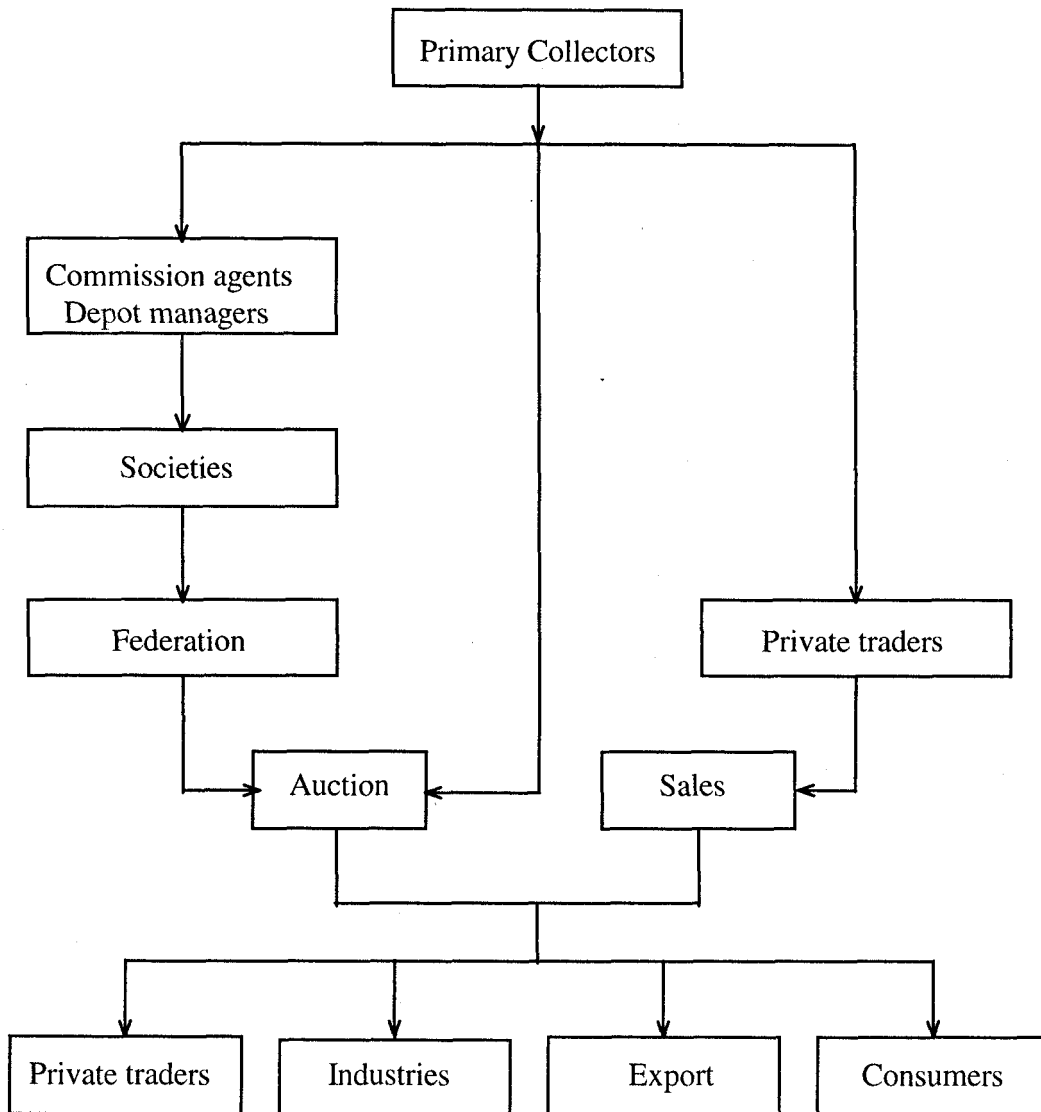 Primary Collectors
Commission agents
Depot managers
Societies
Federation
Private traders
Auction
Sales
Private traders
Industries
Export
Consumers